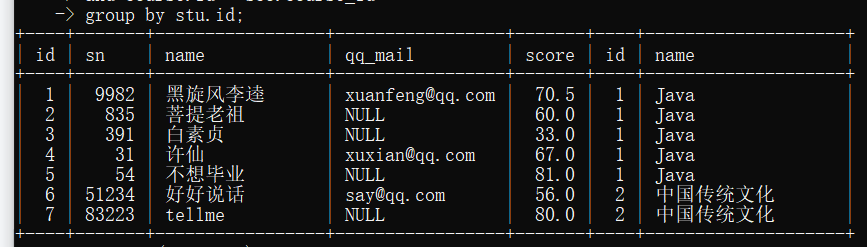 -> group by stu.id;
| id | sn | name | qq_mail | score | id | name |
| 1 | 9982 | 黑旋风李逵 | xuanfeng@qq.com | 70.5 | 1 | Java |
| 2 | 835 | 菩提老祖 | NULL | 60.0 | 1 | Java |
| 3 | 391 | 白素贞 | NULL | 33.0 | 1 | Java |
| 4 | 31 | 许仙 | xuxian@qq.com | 67.0 | 1 | Java |
| 5 | 54 | 不想毕业 | NULL | 81.0 | 1 | Java |
| 6 | 51234 | 好好说话 | say@qq.com | 56.0 | 2 | 中国传统文化 |
| 7 | 83223 | tellme | NULL | 80.0 | 2 | 中国传统文化 |